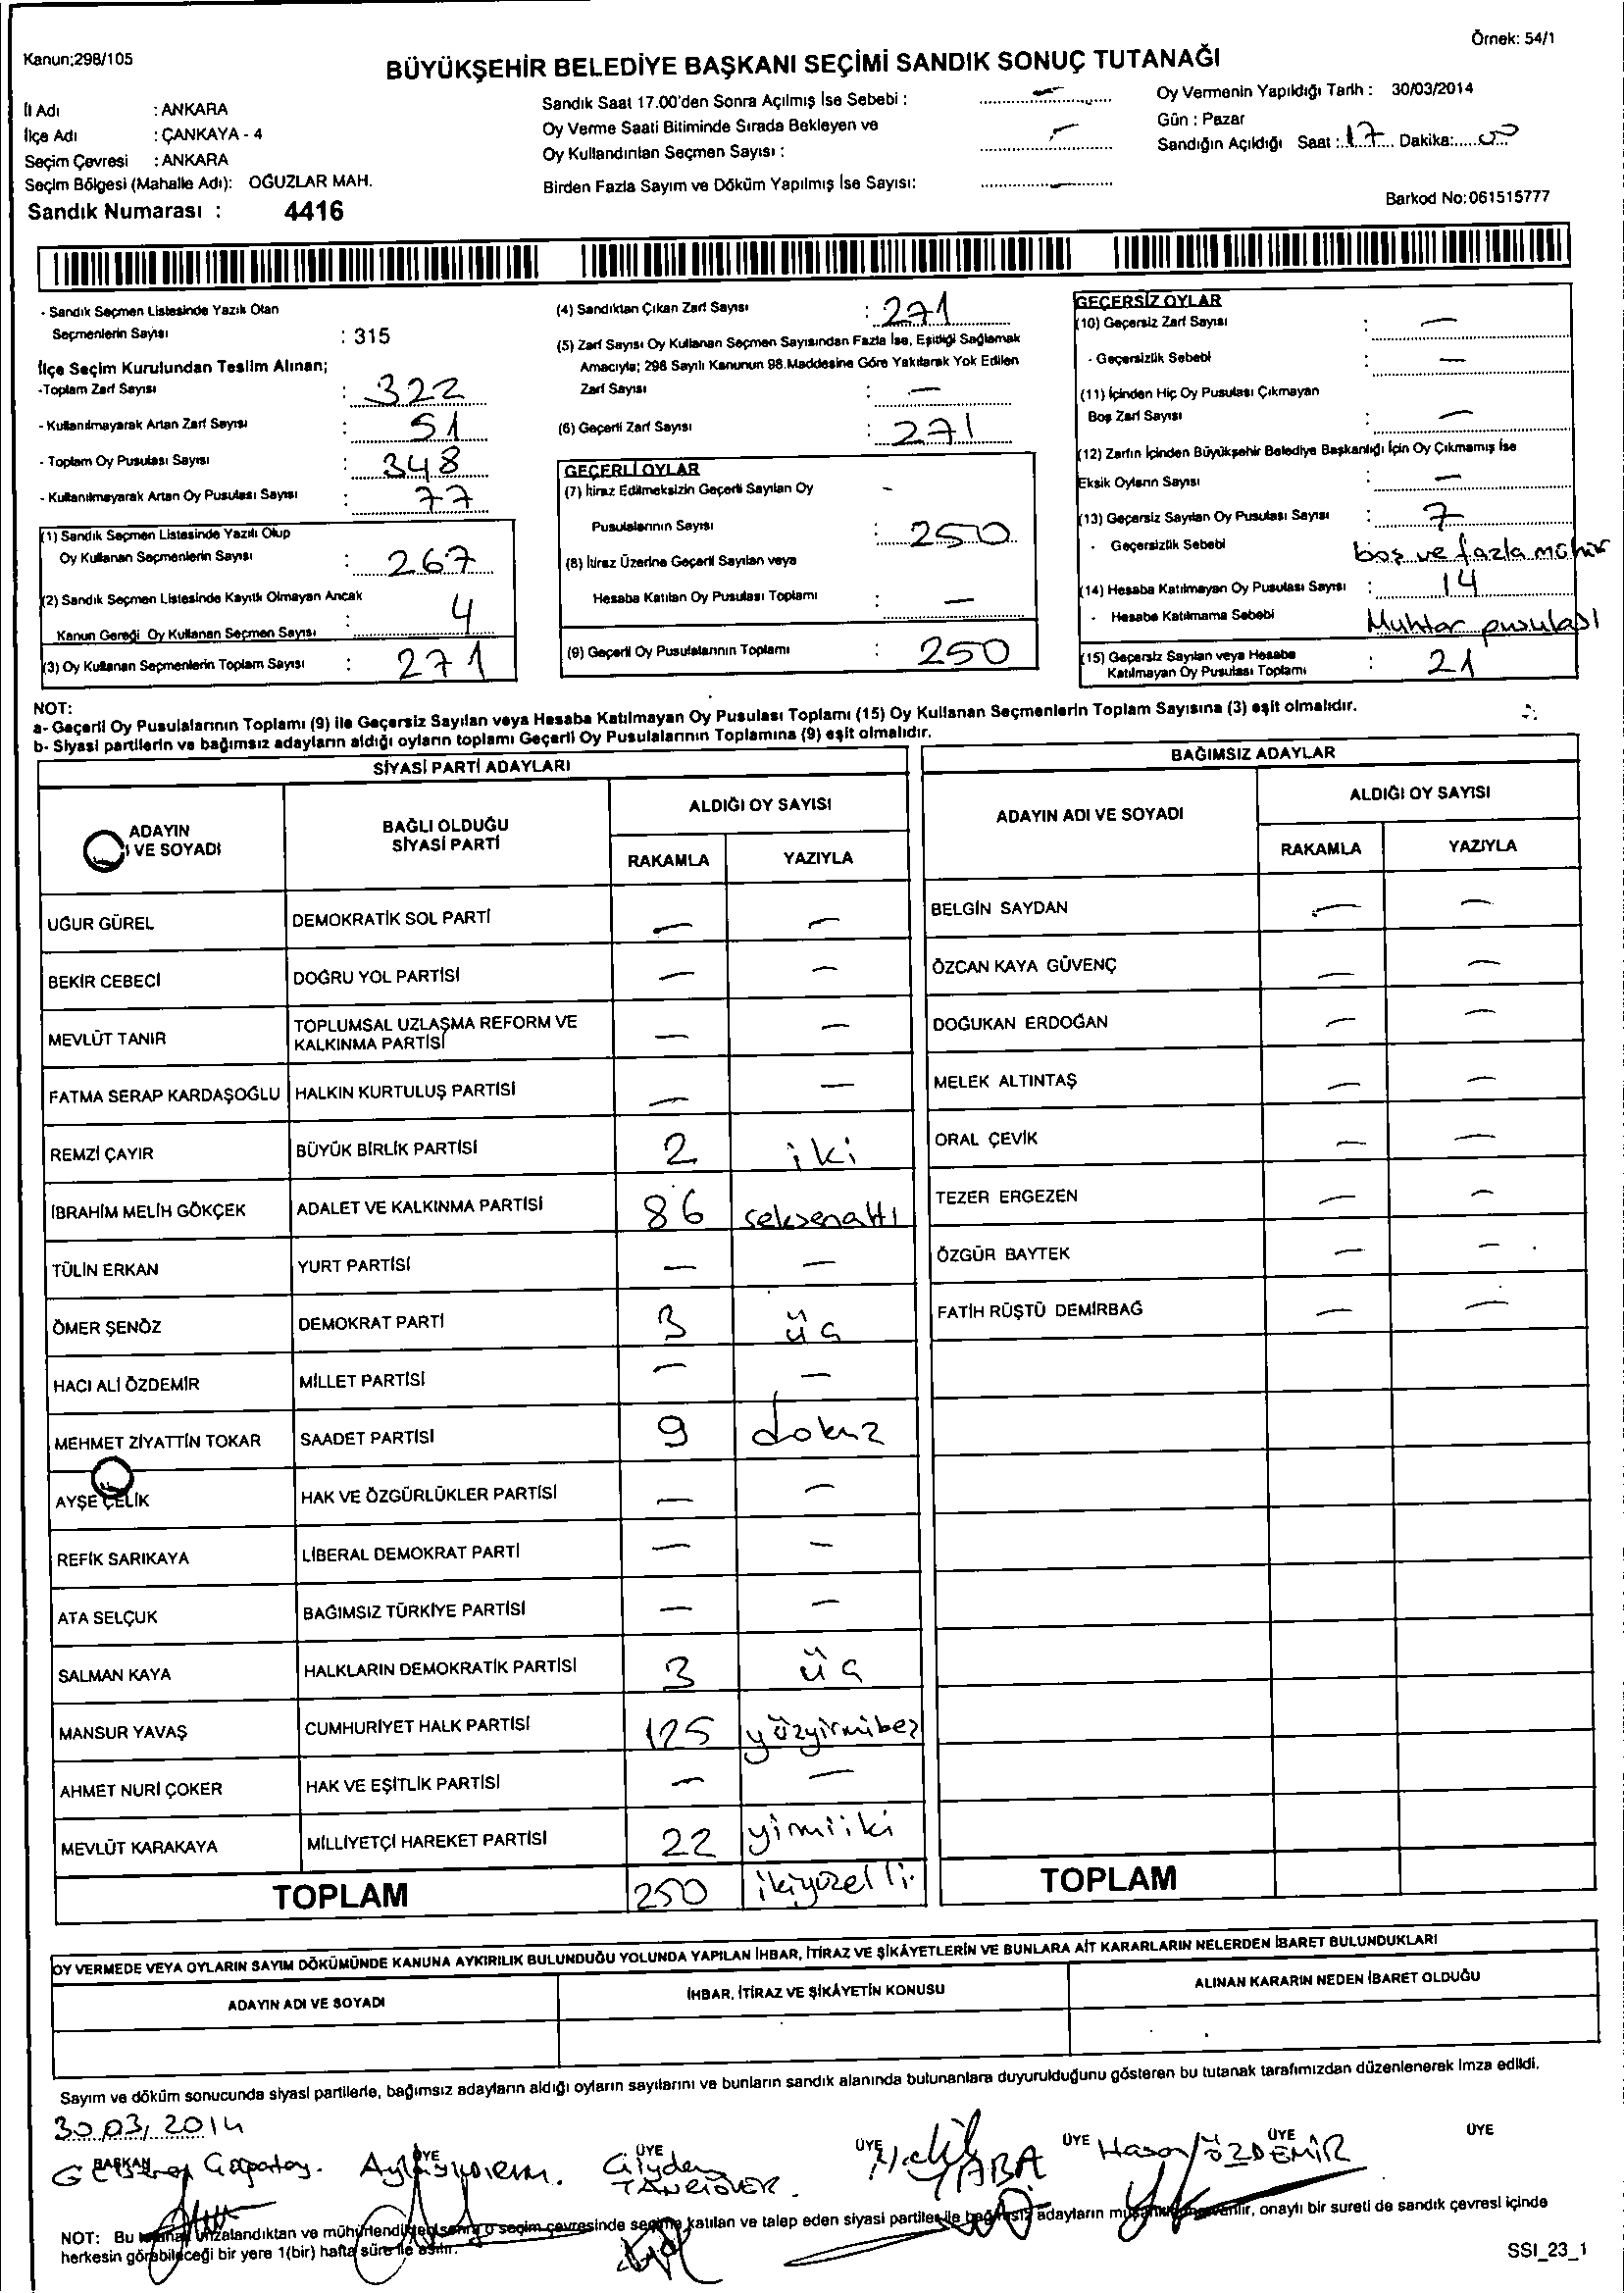 Kanun:298/105
Örnek: 54/1
BÜYÜKŞEHİR BELEDİYE BAŞKANI SEÇİMİ SANDIK SONUÇ TUTANAĞI
İl Adı : ANKARA
İlçe Adı : ÇANKAYA - 4
Seçim Çevresi : ANKARA
Seçim Bölgesi (Mahalle Adı): OĞUZLAR MAH.
Sandık Numarası : 4416
Sandık Saat 17.00'den Sonra Açılmış İse Sebebi : —
Oy Verme Saati Bitiminde Sırada Bekleyen ve
Oy Kullandırılan Seçmen Sayısı : —
Birden Fazla Sayım ve Döküm Yapılmış İse Sayısı: —
Oy Vermenin Yapıldığı Tarih : 30/03/2014
Gün : Pazar
Sandığın Açıldığı Saat : 17 Dakika: 00
Barkod No:061515777
- Sandık Seçmen Listesinde Yazılı Olan
Seçmenlerin Sayısı : 315
İlçe Seçim Kurulundan Teslim Alınan;
-Toplam Zarf Sayısı : 322
- Kullanılmayarak Artan Zarf Sayısı : 51
- Toplam Oy Pusulası Sayısı : 348
- Kullanılmayarak Artan Oy Pusulası Sayısı : 77
(1) Sandık Seçmen Listesinde Yazılı Olup
Oy Kullanan Seçmenlerin Sayısı : 267
(2) Sandık Seçmen Listesinde Kayıtlı Olmayan Ancak
Kanun Gereği Oy Kullanan Seçmen Sayısı : 4
(3) Oy Kullanan Seçmenlerin Toplam Sayısı : 271
(4) Sandıktan Çıkan Zarf Sayısı : 271
(5) Zarf Sayısı Oy Kullanan Seçmen Sayısından Fazla İse, Eşitliği Sağlamak
Amacıyla; 298 Sayılı Kanunun 98.Maddesine Göre Yakılarak Yok Edilen
Zarf Sayısı : —
(6) Geçerli Zarf Sayısı : 271
GEÇERLİ OYLAR
(7) İtiraz Edilmeksizin Geçerli Sayılan Oy -
Pusulalarının Sayısı : 250
(8) İtiraz Üzerine Geçerli Sayılan veya
Hesaba Katılan Oy Pusulası Toplamı : —
(9) Geçerli Oy Pusulalarının Toplamı : 250
GEÇERSİZ OYLAR
(10) Geçersiz Zarf Sayısı : —
- Geçersizlik Sebebi : —
(11) İçinden Hiç Oy Pusulası Çıkmayan
Boş Zarf Sayısı : —
(12) Zarfın İçinden Büyükşehir Belediye Başkanlığı İçin Oy Çıkmamış İse
Eksik Oyların Sayısı : —
(13) Geçersiz Sayılan Oy Pusulası Sayısı : 7
- Geçersizlik Sebebi boş ve fazla mühür
(14) Hesaba Katılmayan Oy Pusulası Sayısı : 14
- Hesaba Katılmama Sebebi Muhtar pusulası
(15) Geçersiz Sayılan veya Hesaba
Katılmayan Oy Pusulası Toplamı : 21
NOT:
a- Geçerli Oy Pusulalarının Toplamı (9) ile Geçersiz Sayılan veya Hesaba Katılmayan Oy Pusulası Toplamı (15) Oy Kullanan Seçmenlerin Toplam Sayısına (3) eşit olmalıdır.
b- Siyasi partilerin ve bağımsız adayların aldığı oyların toplamı Geçerli Oy Pusulalarının Toplamına (9) eşit olmalıdır.
SİYASİ PARTİ ADAYLARI
ADAYIN
I VE SOYADI
BAĞLI OLDUĞU
SİYASİ PARTİ
ALDIĞI OY SAYISI
RAKAMLA YAZIYLA
UĞUR GÜREL DEMOKRATİK SOL PARTİ — —
BEKİR CEBECİ DOĞRU YOL PARTİSİ — —
MEVLÜT TANIR TOPLUMSAL UZLAŞMA REFORM VE
KALKINMA PARTİSİ — —
FATMA SERAP KARDAŞOĞLU HALKIN KURTULUŞ PARTİSİ — —
REMZİ ÇAYIR BÜYÜK BİRLİK PARTİSİ 2 iki
İBRAHİM MELİH GÖKÇEK ADALET VE KALKINMA PARTİSİ 86 seksenaltı
TÜLİN ERKAN YURT PARTİSİ — —
ÖMER ŞENÖZ DEMOKRAT PARTİ 3 üç
HACI ALİ ÖZDEMİR MİLLET PARTİSİ — —
MEHMET ZİYATTİN TOKAR SAADET PARTİSİ 9 dokuz
AYŞE ÇELİK HAK VE ÖZGÜRLÜKLER PARTİSİ — —
REFİK SARIKAYA LİBERAL DEMOKRAT PARTİ — —
ATA SELÇUK BAĞIMSIZ TÜRKİYE PARTİSİ — —
SALMAN KAYA HALKLARIN DEMOKRATİK PARTİSİ 3 üç
MANSUR YAVAŞ CUMHURİYET HALK PARTİSİ 125 yüzyirmibeş
AHMET NURİ ÇOKER HAK VE EŞİTLİK PARTİSİ — —
MEVLÜT KARAKAYA MİLLİYETÇİ HAREKET PARTİSİ 22 yirmiiki
TOPLAM 250 ikiyüzelli
BAĞIMSIZ ADAYLAR
ADAYIN ADI VE SOYADI
ALDIĞI OY SAYISI
RAKAMLA YAZIYLA
BELGİN SAYDAN — —
ÖZCAN KAYA GÜVENÇ — —
DOĞUKAN ERDOĞAN — —
MELEK ALTINTAŞ — —
ORAL ÇEVİK — —
TEZER ERGEZEN — —
ÖZGÜR BAYTEK — —
FATİH RÜŞTÜ DEMİRBAĞ — —
TOPLAM
OY VERMEDE VEYA OYLARIN SAYIM DÖKÜMÜNDE KANUNA AYKIRILIK BULUNDUĞU YOLUNDA YAPILAN İHBAR, İTİRAZ VE ŞİKÂYETLERİN VE BUNLARA AİT KARARLARIN NELERDEN İBARET BULUNDUKLARI
ADAYIN ADI VE SOYADI İHBAR, İTİRAZ VE ŞİKÂYETİN KONUSU ALINAN KARARIN NEDEN İBARET OLDUĞU
Sayım ve döküm sonucunda siyasi partilerle, bağımsız adayların aldığı oyların sayılarını ve bunların sandık alanında bulunanlara duyurulduğunu gösteren bu tutanak tarafımızdan düzenlenerek imza edildi.
30.03.2014
BAŞKAN ÜYE ÜYE ÜYE ÜYE ÜYE ÜYE
TANRIÖVER YABA Hasan ÖZDEMİR
NOT: Bu tutanak imzalandıktan ve mühürlendikten sonra o seçim çevresinde seçime katılan ve talep eden siyasi partiler ile bağımsız adayların onaylı bir sureti de sandık çevresi içinde
herkesin görebileceği bir yere 1(bir) hafta süre ile asılır.
SSI_23_1